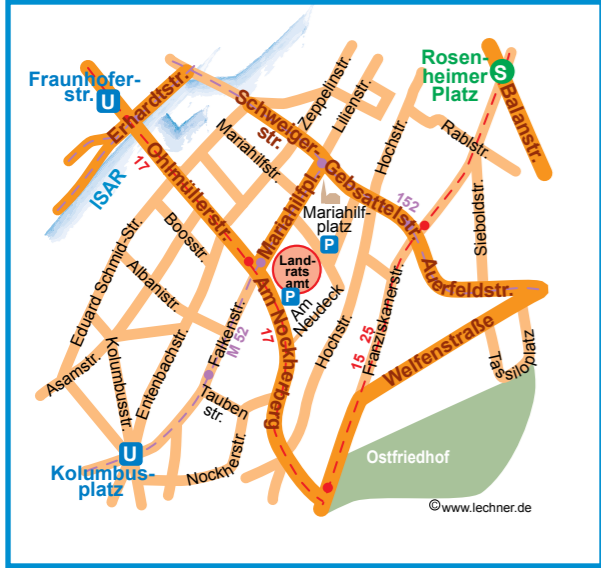 Fraunhofer-
str. U
Erhardtstr.
ISAR
17
Ohlmüllerstr.
Schweiger-
str.
Zeppelinstr.
Lilienstr.
Mariahilfstr.
Mariahilfpl.
Gebsattelstr.
Hochstr.
Rosen-
heimer
Platz
S
Balanstr.
Rablstr.
Sieboldstr.
152
Mariahilf-
platz
P
Land-
rats
amt
P
Am
Neudeck
Auerfeldstr.
Boosstr.
Albanistr.
Eduard Schmid-Str.
Asamstr.
Kolumbusstr.
Entenbachstr.
Falkenstr.
M 52
Am Nockherberg
17
Hochstr.
Franziskanerstr.
15 25
Welfenstraße
Tassiloplatz
Tauben
str.
Nockherstr.
U
Kolumbus-
platz
Ostfriedhof
©www.lechner.de